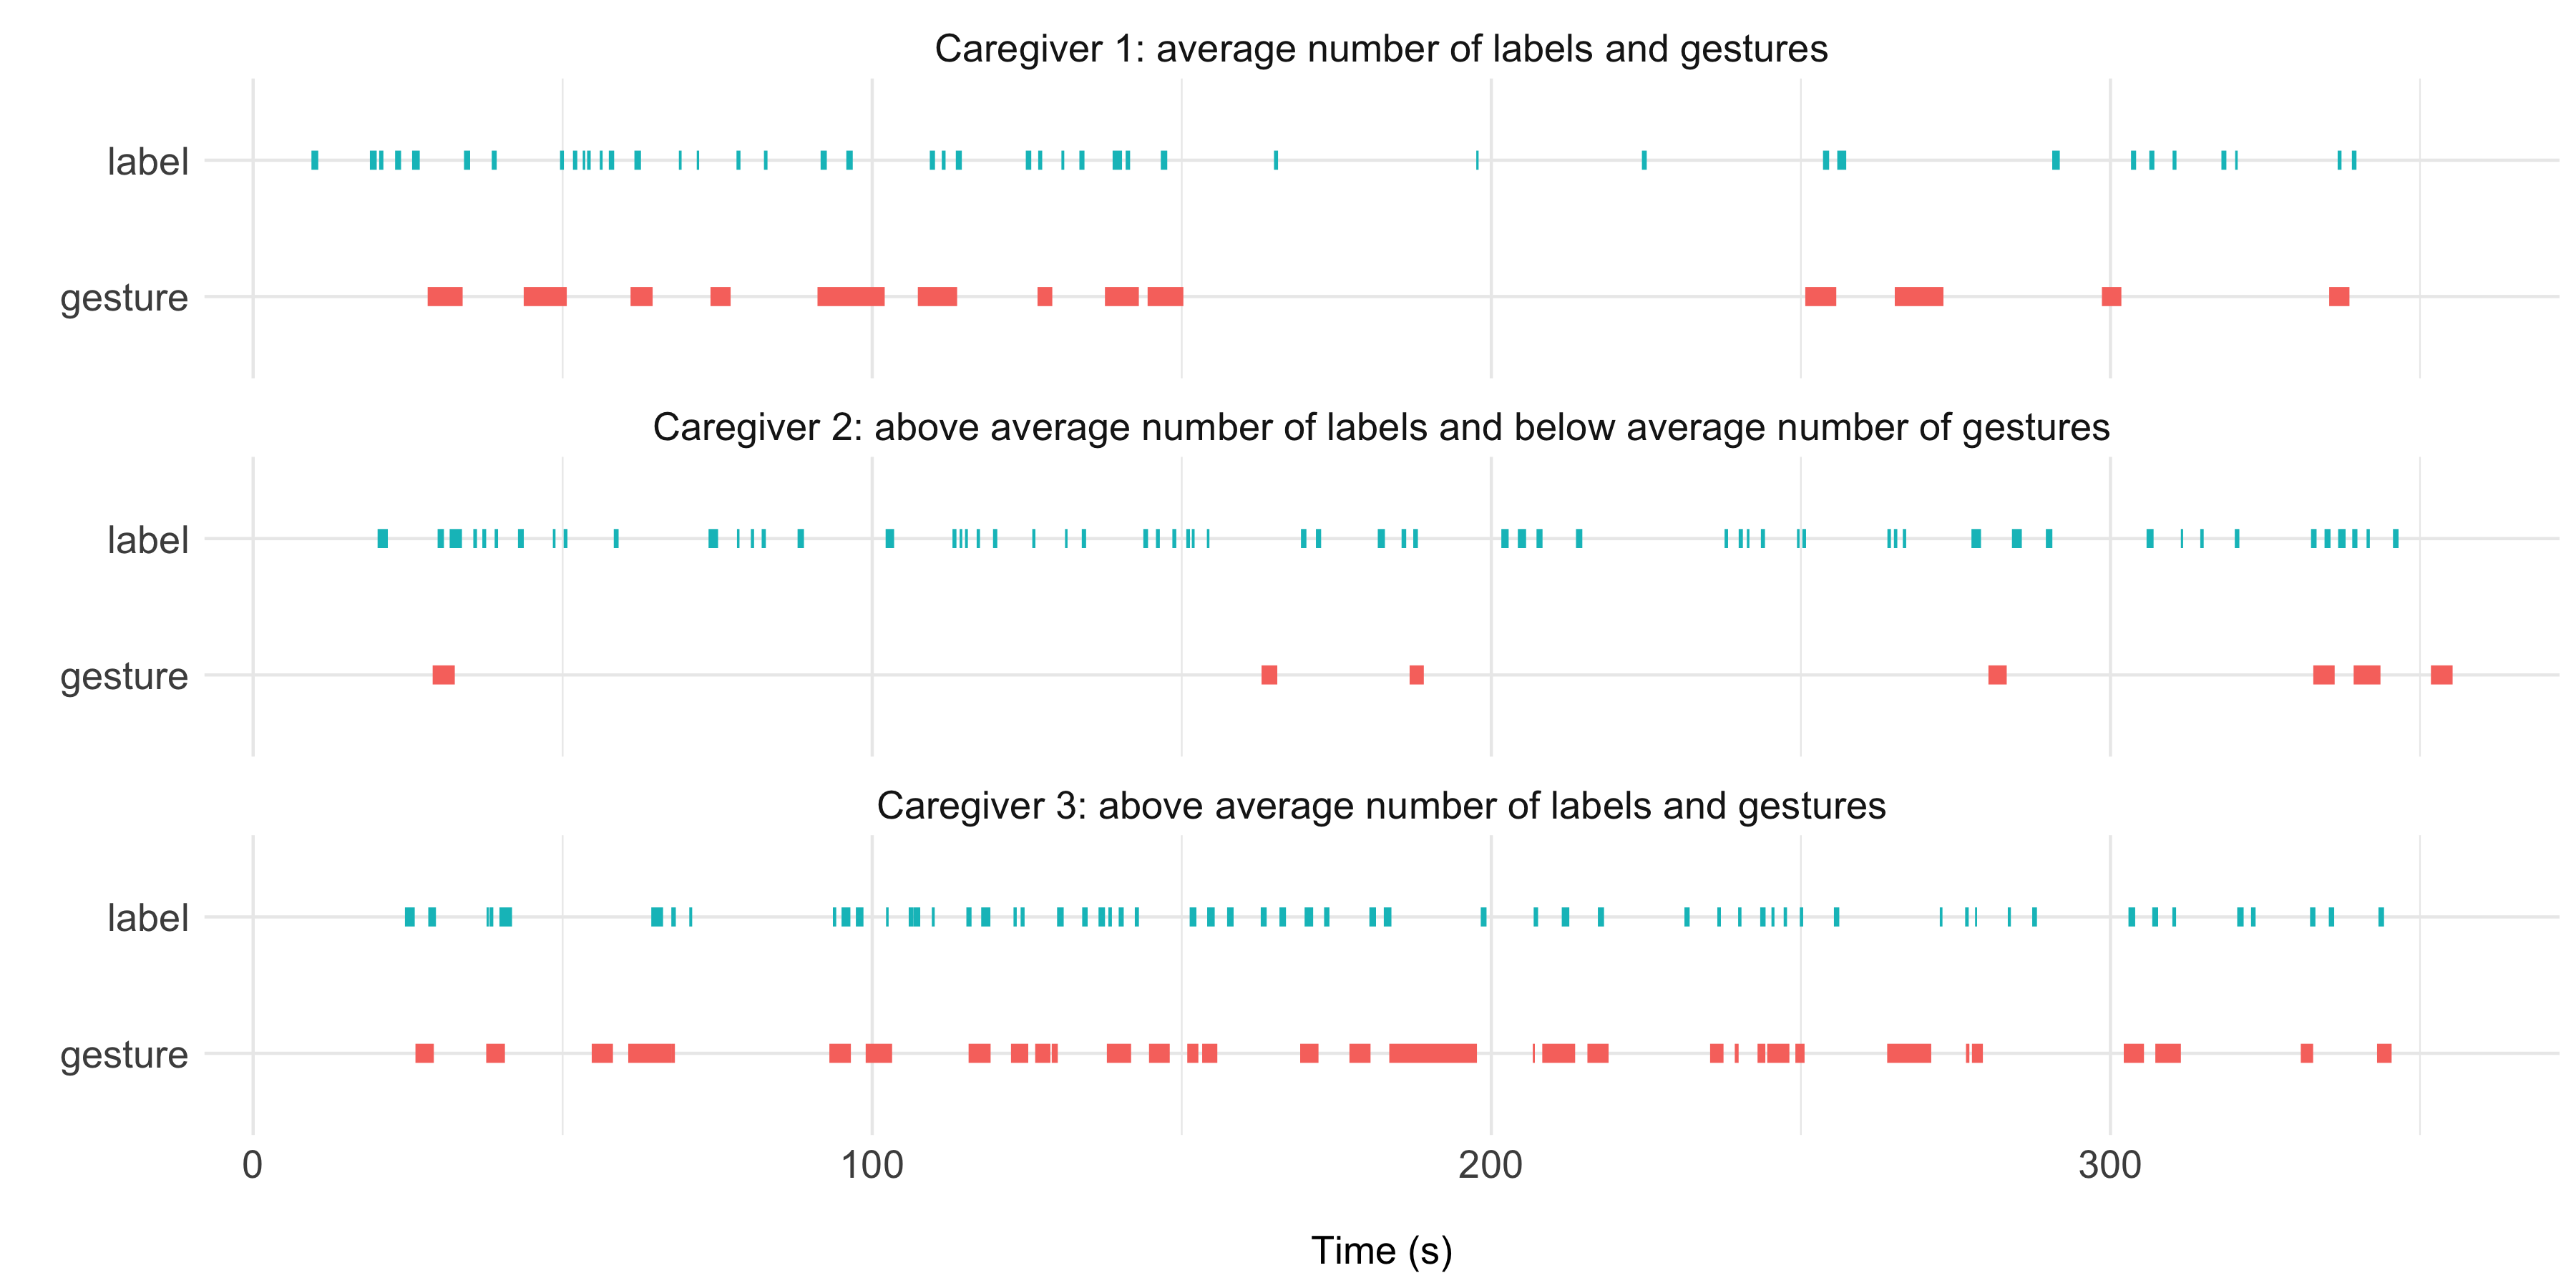 Caregiver 1: average number of labels and gestures
label
gesture
Caregiver 2: above average number of labels and below average number of gestures
label
gesture
Caregiver 3: above average number of labels and gestures
label
gesture
0 100 200 300
Time (s)